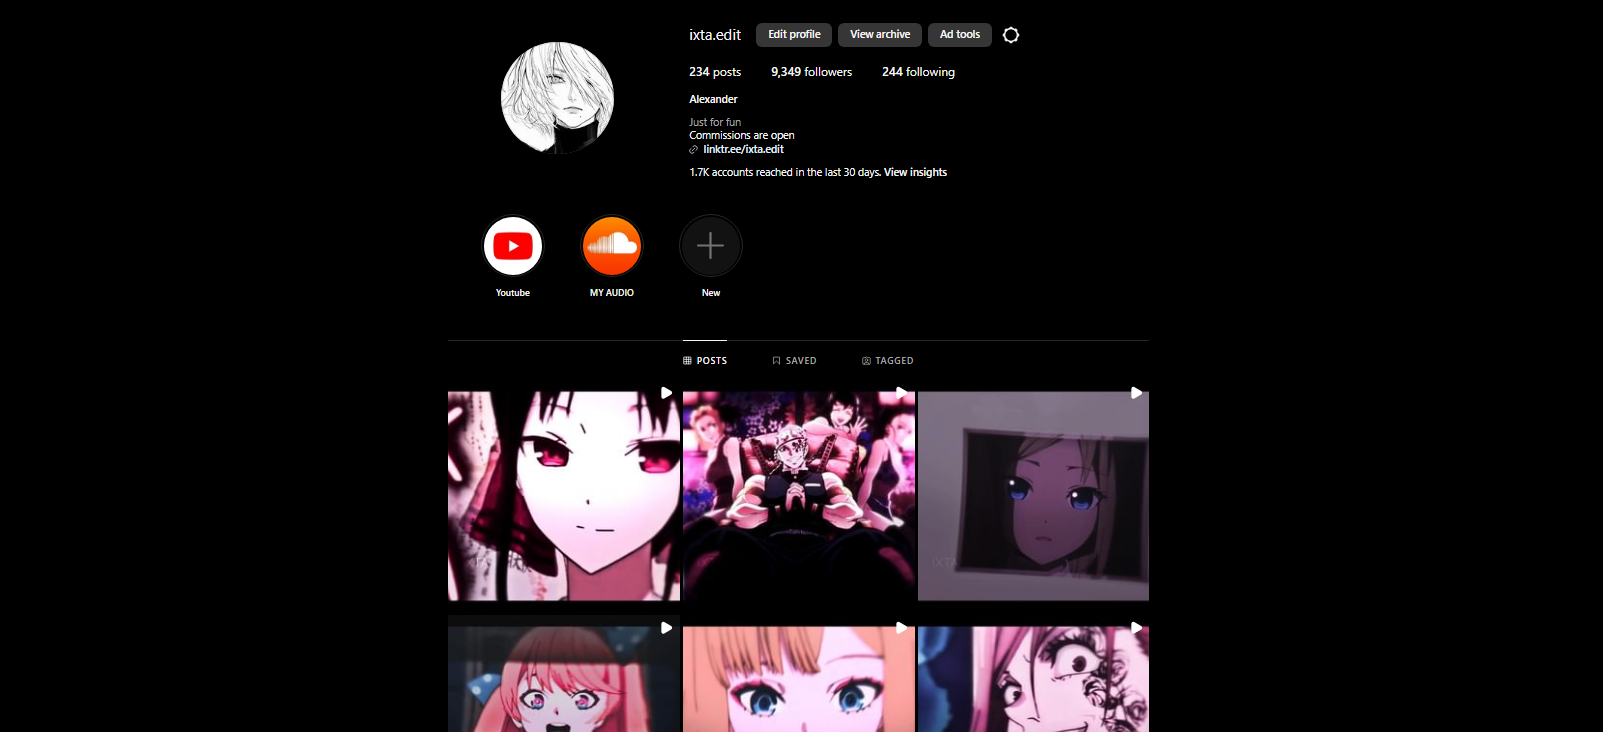 ixta.edit Edit profile View archive Ad tools
234 posts 9,349 followers 244 following
Alexander
Just for fun
Commissions are open
linktr.ee/ixta.edit
1.7K accounts reached in the last 30 days. View insights
Youtube MY AUDIO New
POSTS SAVED TAGGED
IXTA